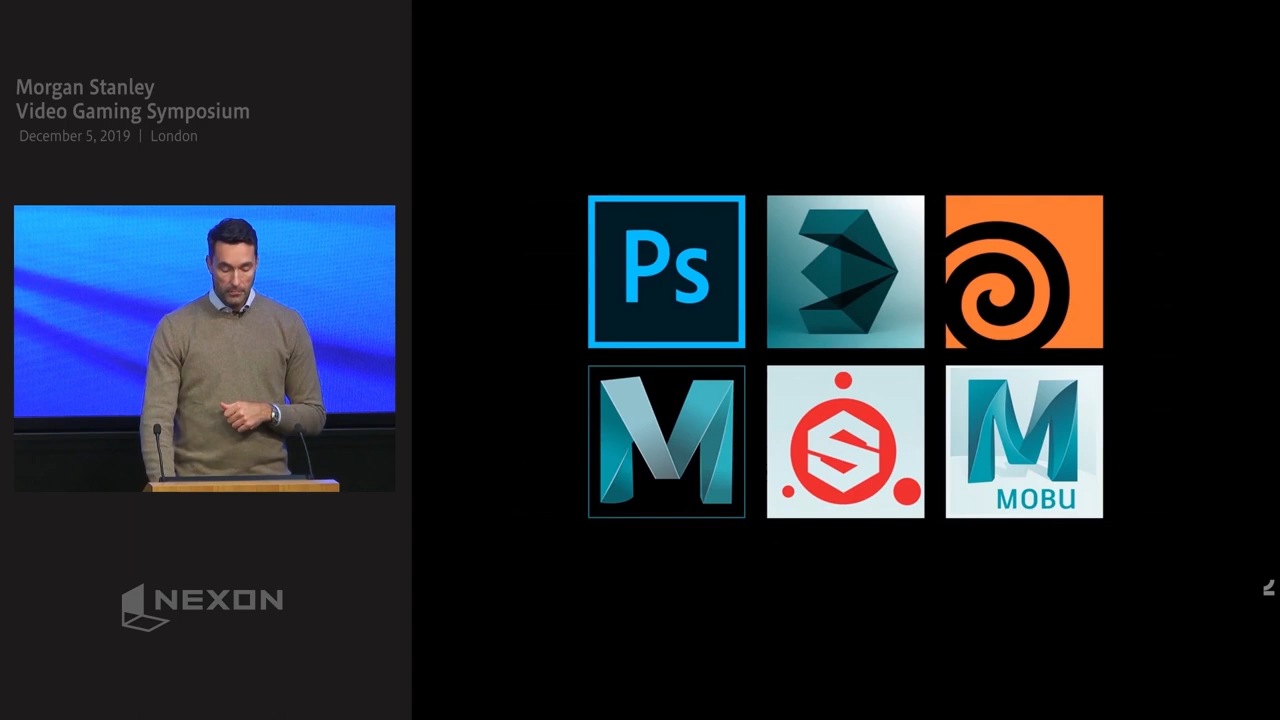 Morgan Stanley
Video Gaming Symposium
December 5, 2019 | London
Ps
MOBU
NEXON